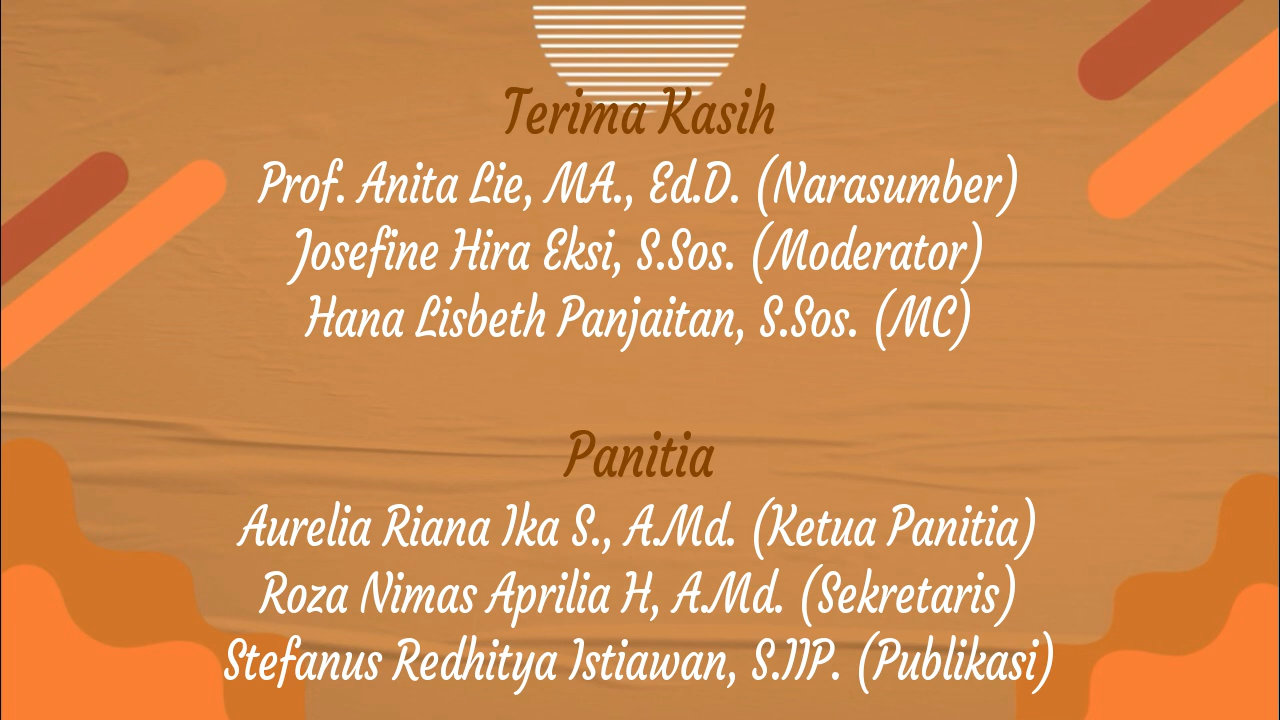 Terima Kasih
Prof. Anita Lie, MA., Ed.D. (Narasumber)
Josefine Hira Eksi, S.Sos. (Moderator)
Hana Lisbeth Panjaitan, S.Sos. (MC)
Panitia
Aurelia Riana Ika S., A.Md. (Ketua Panitia)
Roza Nimas Aprilia H, A.Md. (Sekretaris)
Stefanus Redhitya Istiawan, S.IIP. (Publikasi)